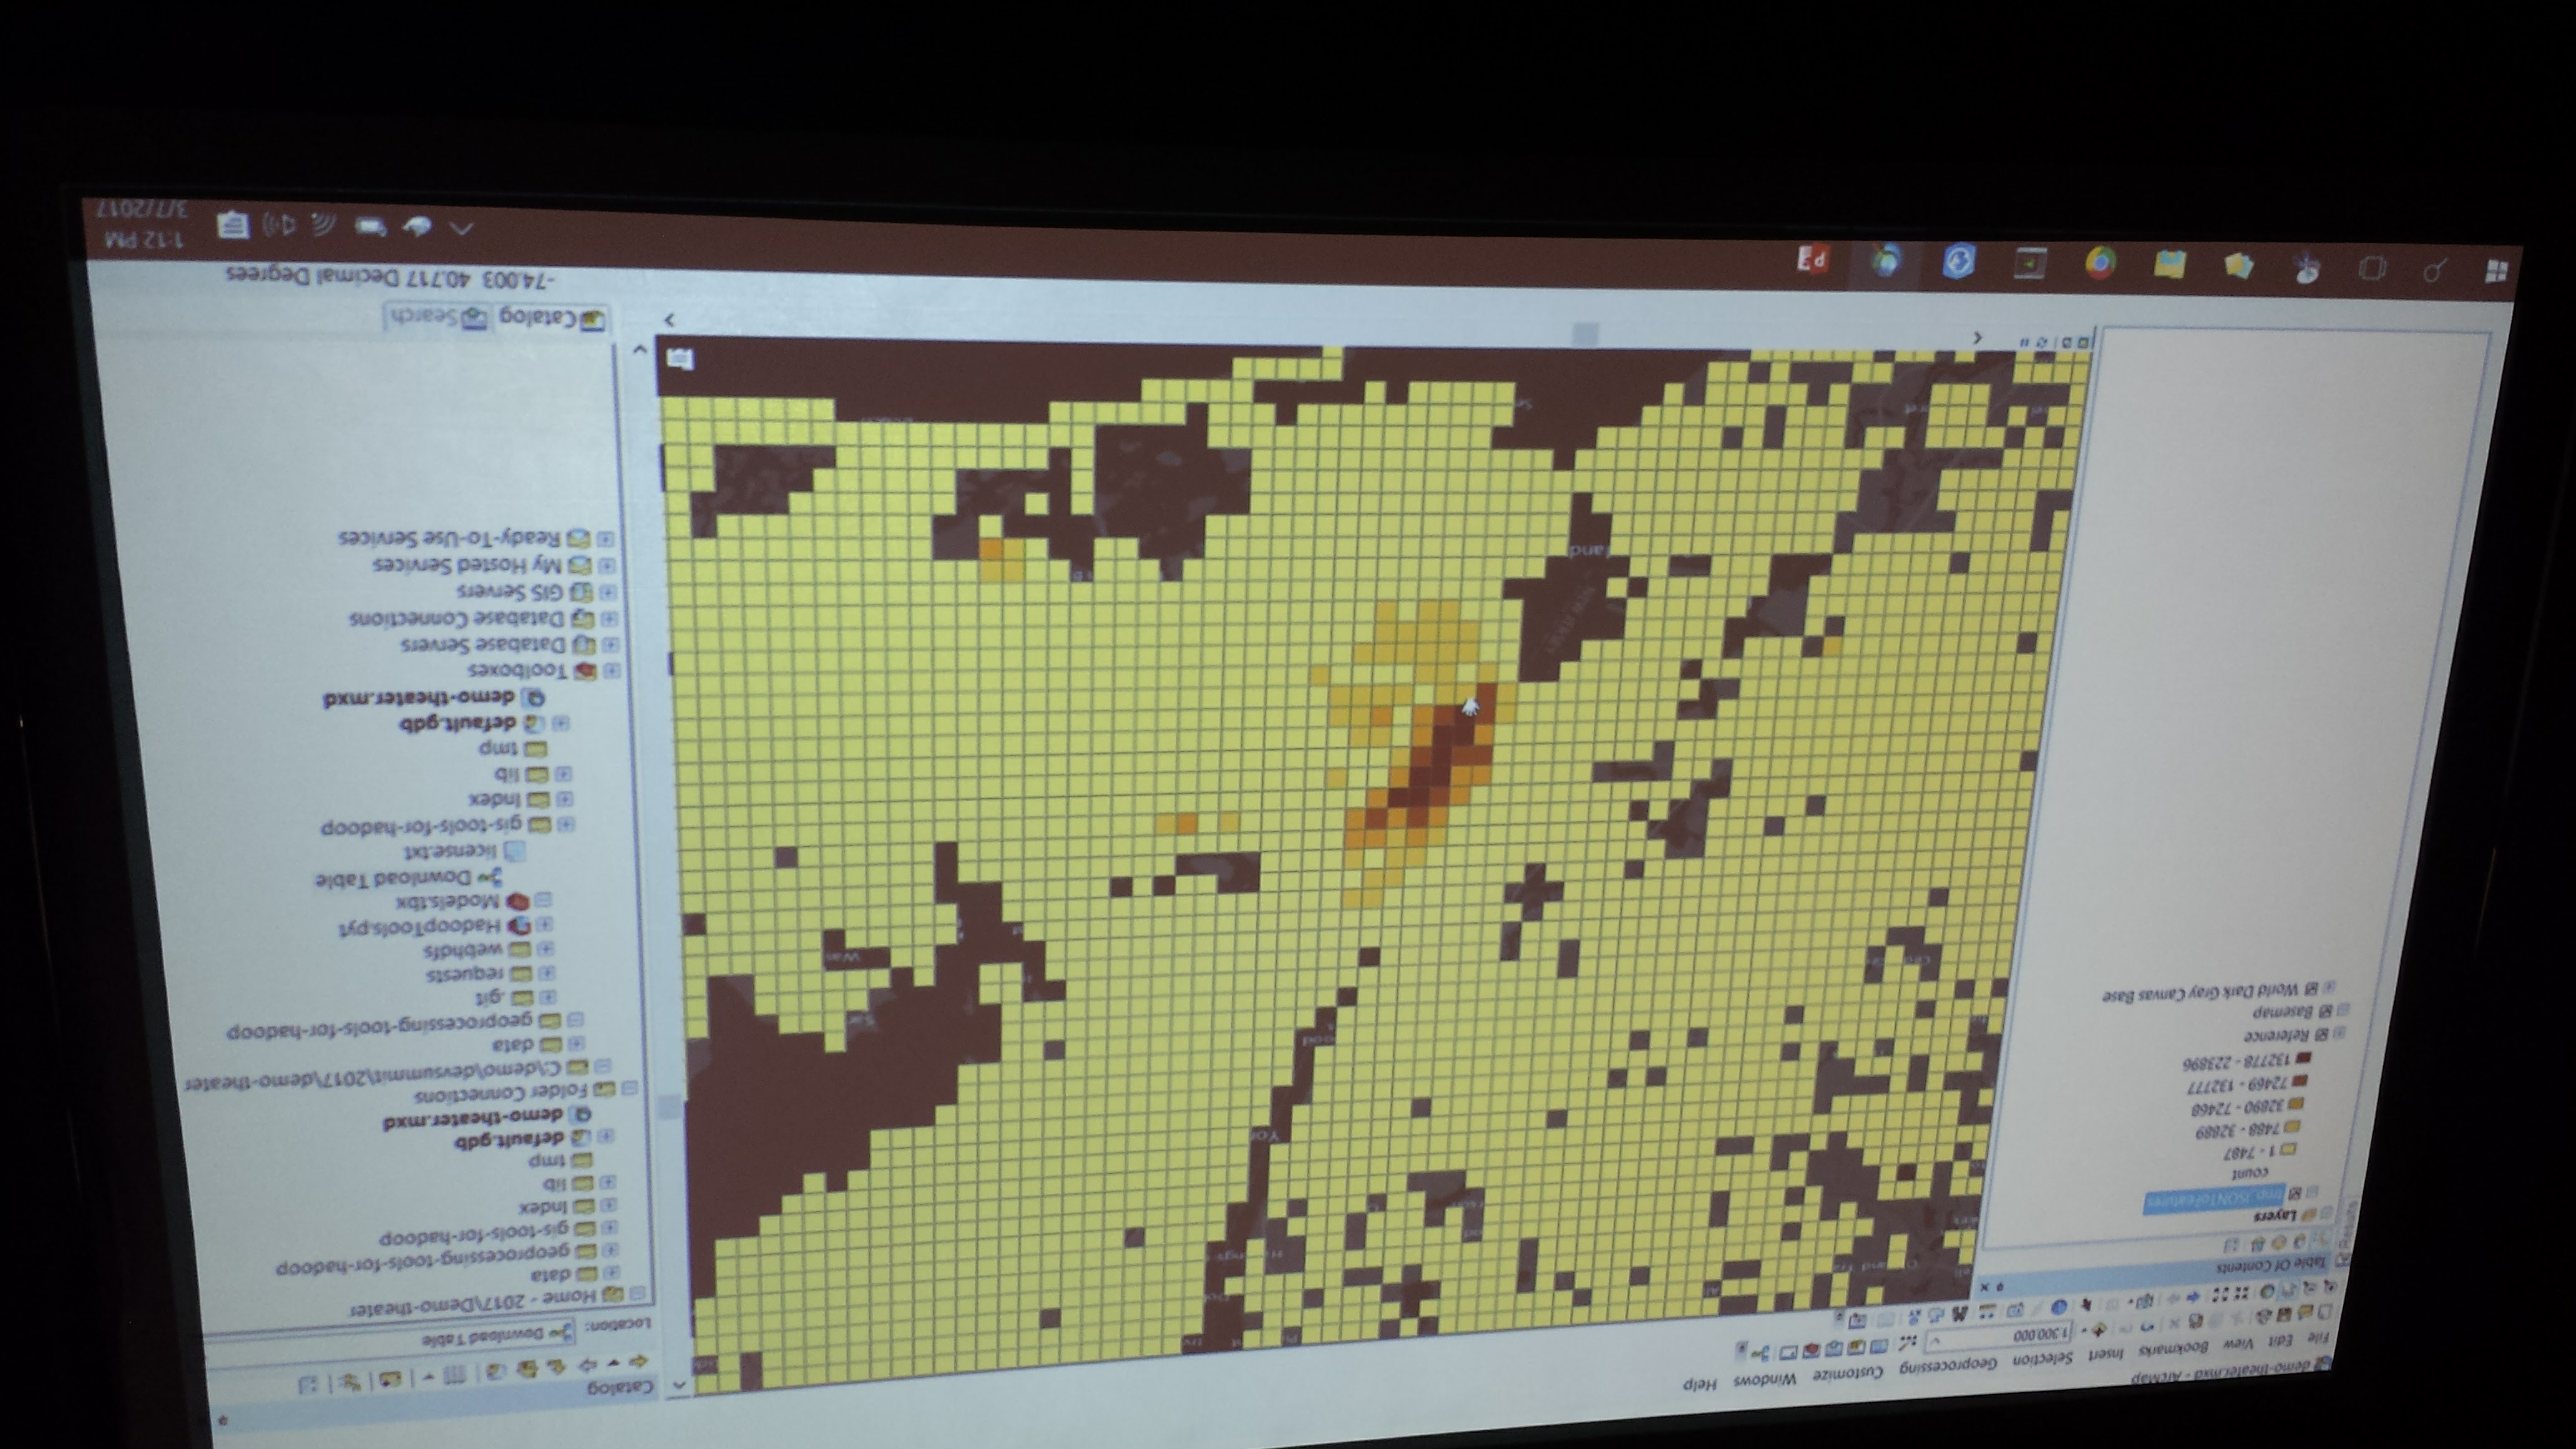 demo-theater.mxd - ArcMap
File Edit View Bookmarks Insert Selection Geoprocessing Customize Windows Help
1:300,000
Table Of Contents
Results
Layers
tmp_JSONToFeatures
count
1 - 7487
7488 - 32889
32890 - 72468
72469 - 132777
132778 - 223896
Reference
Basemap
World Dark Gray Canvas Base
NEW JERSEY
Catalog
Location: Download Table
Home - 2017\Demo-theater
data
geoprocessing-tools-for-hadoop
gis-tools-for-hadoop
Index
lib
tmp
default.gdb
demo-theater.mxd
Folder Connections
C:\demo\devsummit\2017\demo-theater
data
geoprocessing-tools-for-hadoop
.git
requests
webhdfs
HadoopTools.pyt
Models.tbx
Download Table
license.txt
gis-tools-for-hadoop
Index
lib
tmp
default.gdb
demo-theater.mxd
Toolboxes
Database Servers
Database Connections
GIS Servers
My Hosted Services
Ready-To-Use Services
Catalog Search
-74.003 40.717 Decimal Degrees
1:12 PM
3/7/2017